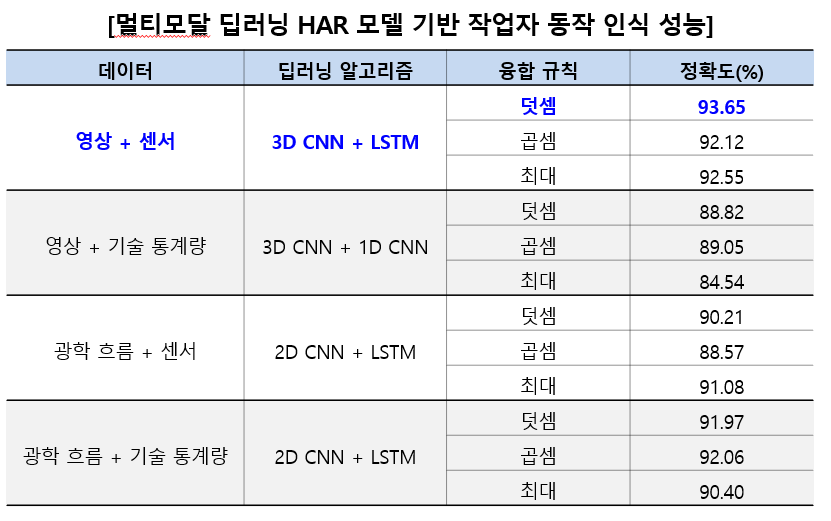 [멀티모달 딥러닝 HAR 모델 기반 작업자 동작 인식 성능]
데이터 딥러닝 알고리즘 융합 규칙 정확도(%)
영상 + 센서 3D CNN + LSTM 덧셈 93.65
곱셈 92.12
최대 92.55
영상 + 기술 통계량 3D CNN + 1D CNN 덧셈 88.82
곱셈 89.05
최대 84.54
광학 흐름 + 센서 2D CNN + LSTM 덧셈 90.21
곱셈 88.57
최대 91.08
광학 흐름 + 기술 통계량 2D CNN + LSTM 덧셈 91.97
곱셈 92.06
최대 90.40